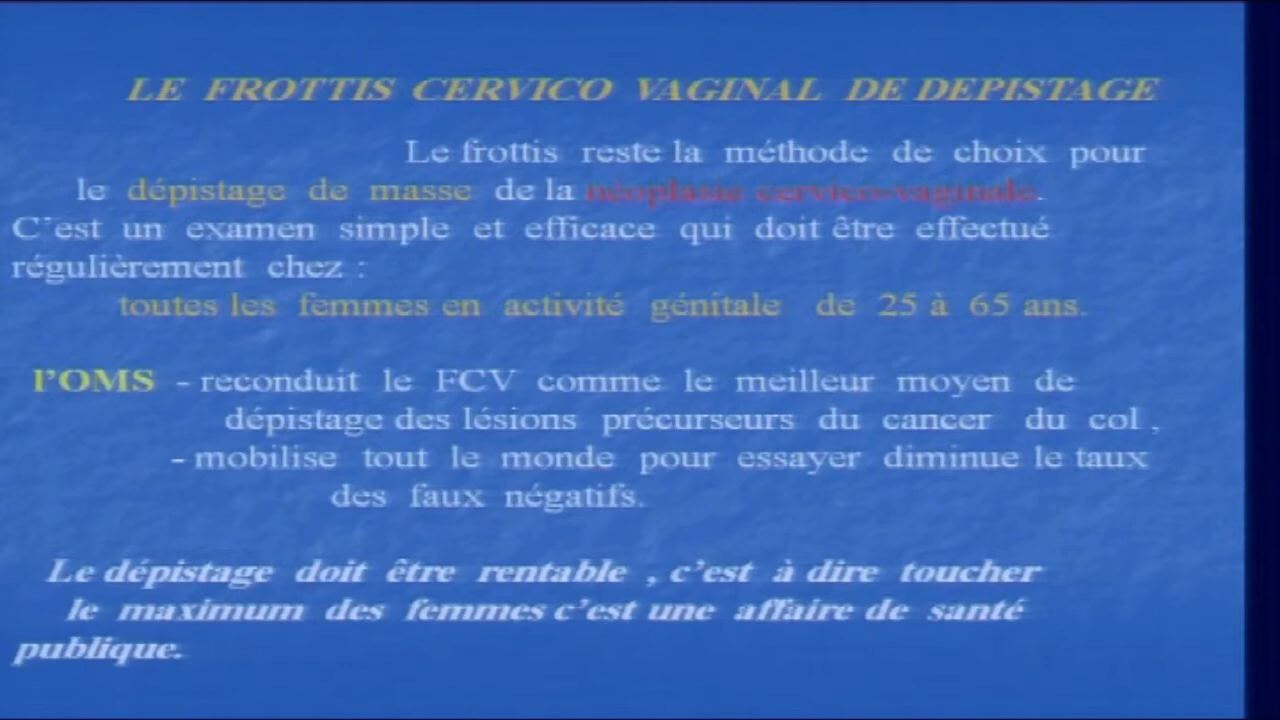 LE FROTTIS CERVICO VAGINAL DE DEPISTAGE
Le frottis reste la méthode de choix pour
le dépistage de masse de la néoplasie cervico-vaginale.
C'est un examen simple et efficace qui doit être effectué
régulièrement chez :
toutes les femmes en activité génitale de 25 à 65 ans.
l'OMS - reconduit le FCV comme le meilleur moyen de
dépistage des lésions précurseurs du cancer du col ,
- mobilise tout le monde pour essayer diminue le taux
des faux négatifs.
Le dépistage doit être rentable , c'est à dire toucher
le maximum des femmes c'est une affaire de santé
publique.